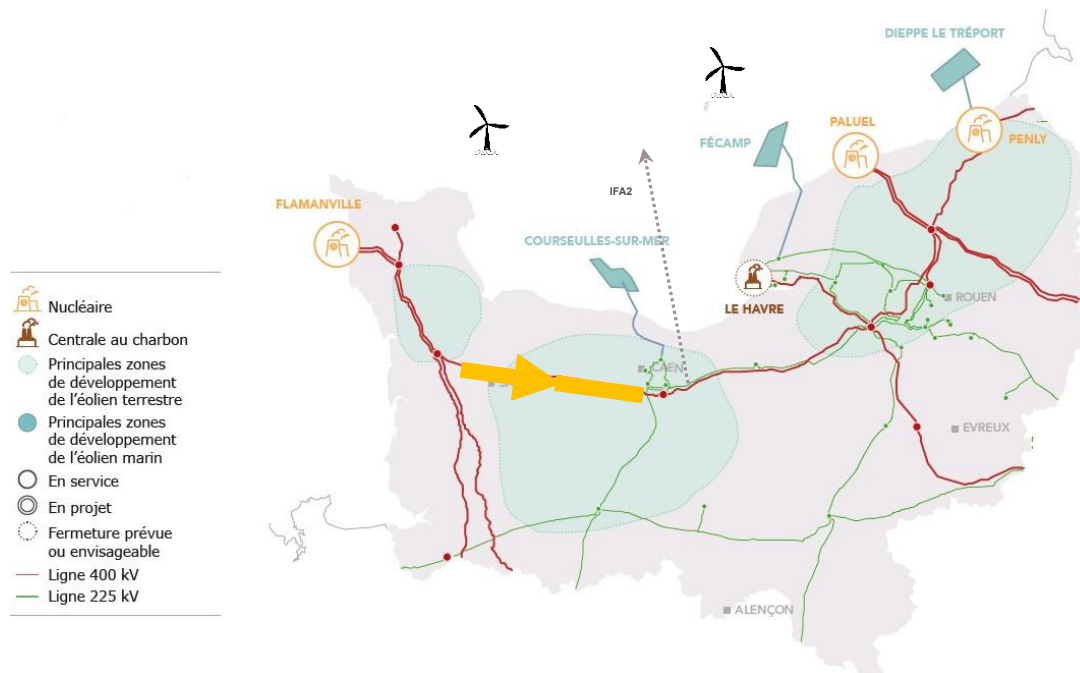 DIEPPE LE TRÉPORT
PALUEL
PENLY
FÉCAMP
IFA2
FLAMANVILLE
COURSEULLES-SUR-MER
LE HAVRE
ROUEN
CAEN
EVREUX
ALENÇON
Nucléaire
Centrale au charbon
Principales zones
de développement
de l'éolien terrestre
Principales zones
de développement
de l'éolien marin
En service
En projet
Fermeture prévue
ou envisageable
Ligne 400 kV
Ligne 225 kV